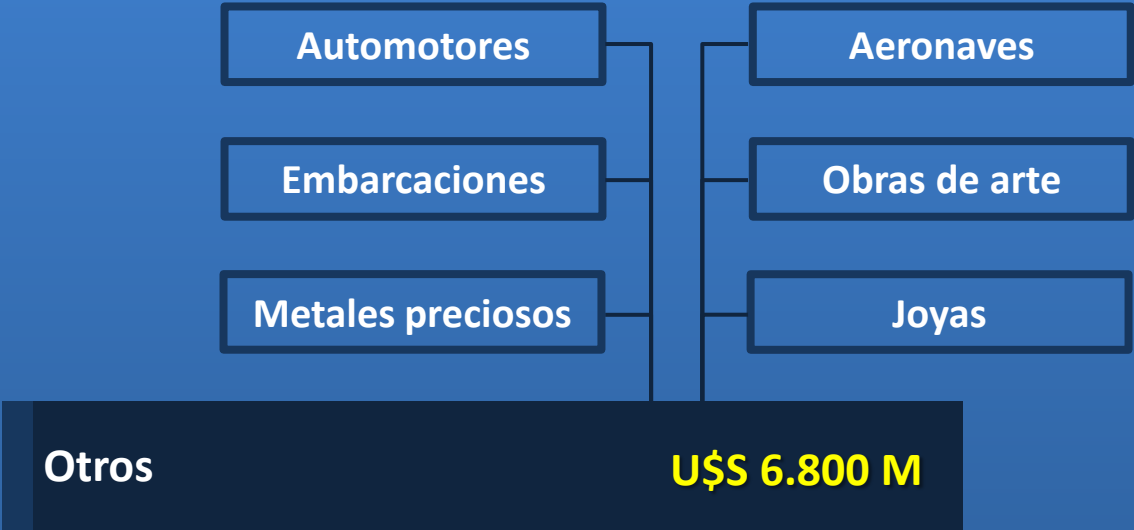 Automotores
Aeronaves
Embarcaciones
Obras de arte
Metales preciosos
Joyas
Otros
U$S 6.800 M